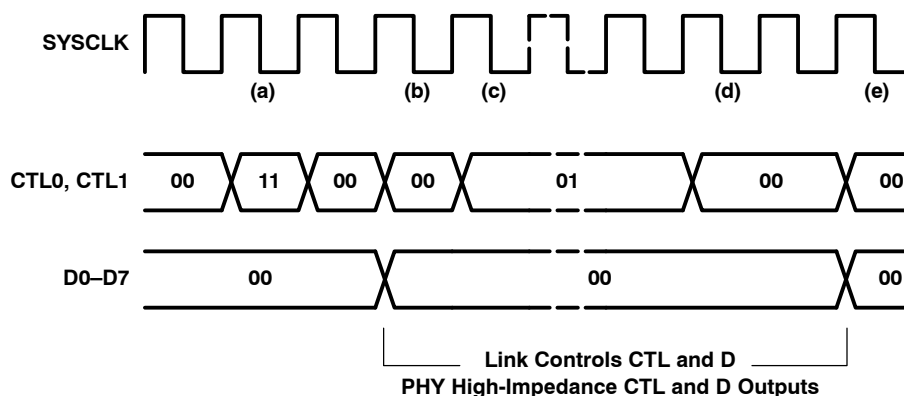 SYSCLK
(a) (b) (c) (d) (e)
CTL0, CTL1 00 11 00 00 01 00 00
D0–D7 00 00 00
Link Controls CTL and D
PHY High-Impedance CTL and D Outputs